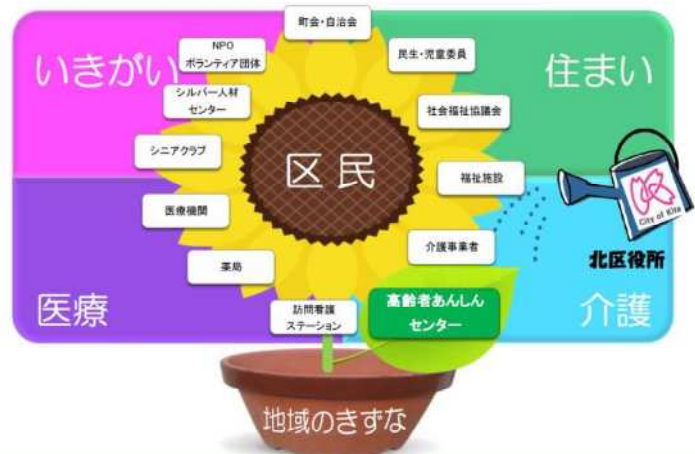 いきがい
住まい
医療
介護
町会・自治会
NPO
ボランティア団体
民生・児童委員
シルバー人材
センター
社会福祉協議会
シニアクラブ
区民
福祉施設
医療機関
介護事業者
薬局
訪問看護
ステーション
高齢者あんしん
センター
City of Kita
北区役所
地域のきずな